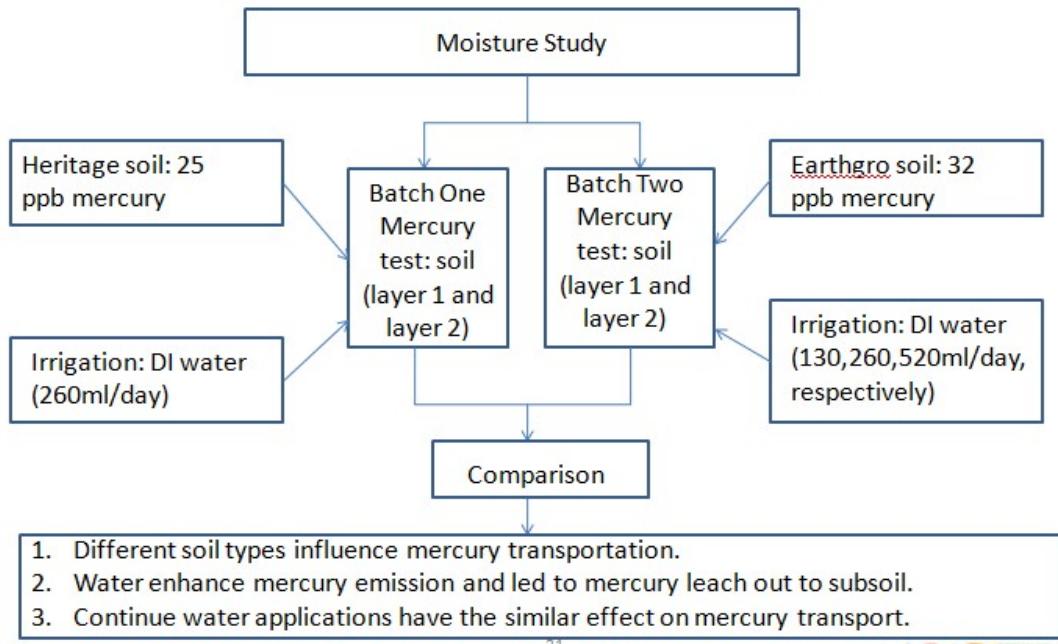 Moisture Study
Heritage soil: 25
ppb mercury
Batch One
Mercury
test: soil
(layer 1 and
layer 2)
Batch Two
Mercury
test: soil
(layer 1 and
layer 2)
Earthgro soil: 32
ppb mercury
Irrigation: DI water
(260ml/day)
Irrigation: DI water
(130,260,520ml/day,
respectively)
Comparison
1. Different soil types influence mercury transportation.
2. Water enhance mercury emission and led to mercury leach out to subsoil.
3. Continue water applications have the similar effect on mercury transport.